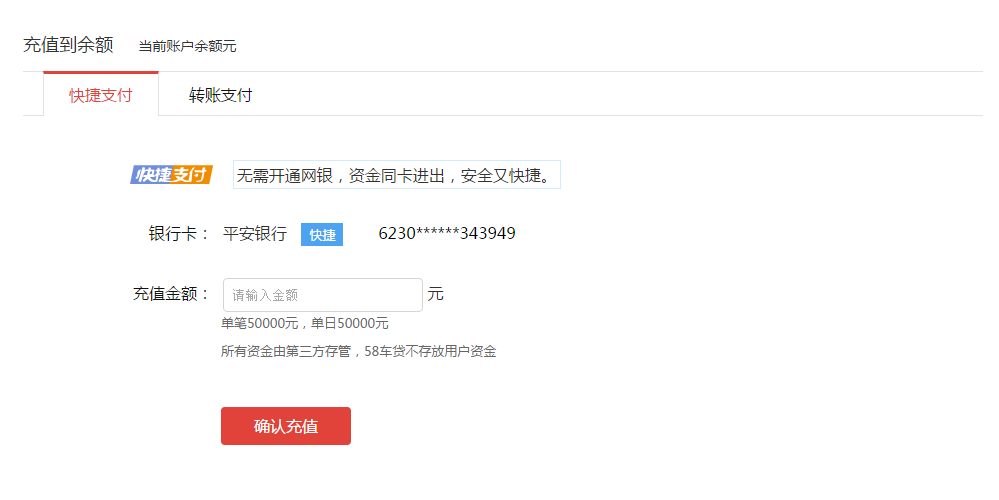 充值到余额 当前账户余额元
快捷支付 转账支付
快捷支付 无需开通网银，资金同卡进出，安全又快捷。
银行卡： 平安银行 快捷 6230******343949
充值金额： 请输入金额 元
单笔50000元，单日50000元
所有资金由第三方存管，58车贷不存放用户资金
确认充值